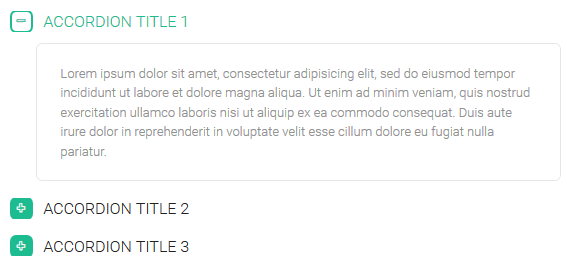 ACCORDION TITLE 1
Lorem ipsum dolor sit amet, consectetur adipisicing elit, sed do eiusmod tempor
incididunt ut labore et dolore magna aliqua. Ut enim ad minim veniam, quis nostrud
exercitation ullamco laboris nisi ut aliquip ex ea commodo consequat. Duis aute
irure dolor in reprehenderit in voluptate velit esse cillum dolore eu fugiat nulla
pariatur.
ACCORDION TITLE 2
ACCORDION TITLE 3